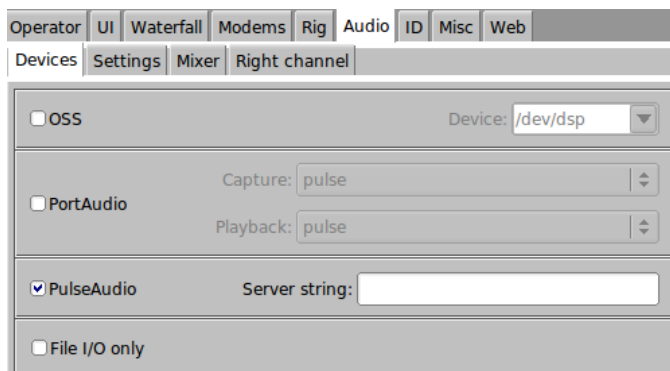 Operator UI Waterfall Modems Rig Audio ID Misc Web
Devices Settings Mixer Right channel
OSS Device: /dev/dsp
Capture: pulse
PortAudio
Playback: pulse
PulseAudio Server string:
File I/O only